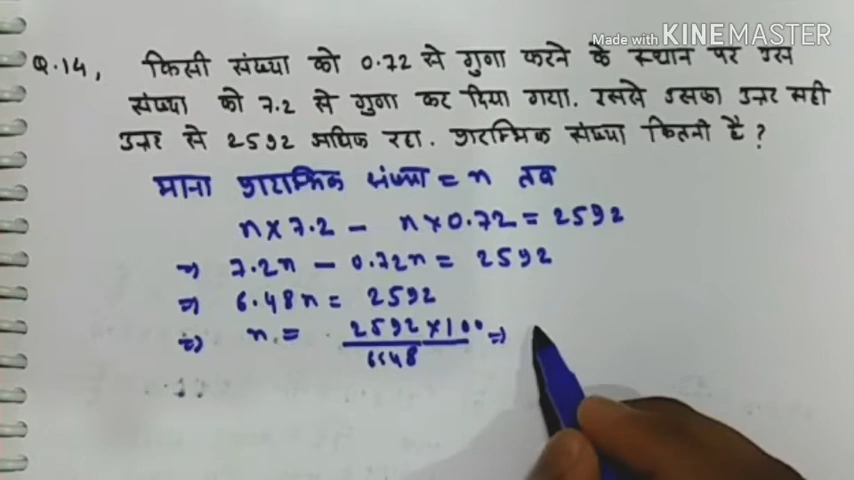 Made with KINEMASTER
Q.14, किसी संख्या को 0.72 से गुणा करने के स्थान पर उस
संख्या को 7.2 से गुणा कर दिया गया. इससे उसका उत्तर सही
उत्तर से 2592 अधिक रहा. प्रारम्भिक संख्या कितनी है ?
माना प्रारम्भिक संख्या = n तब
n × 7.2 - n × 0.72 = 2592
⇒ 7.2n - 0.72n = 2592
⇒ 6.48n = 2592
⇒ n = 2592 × 100 ⇒
648